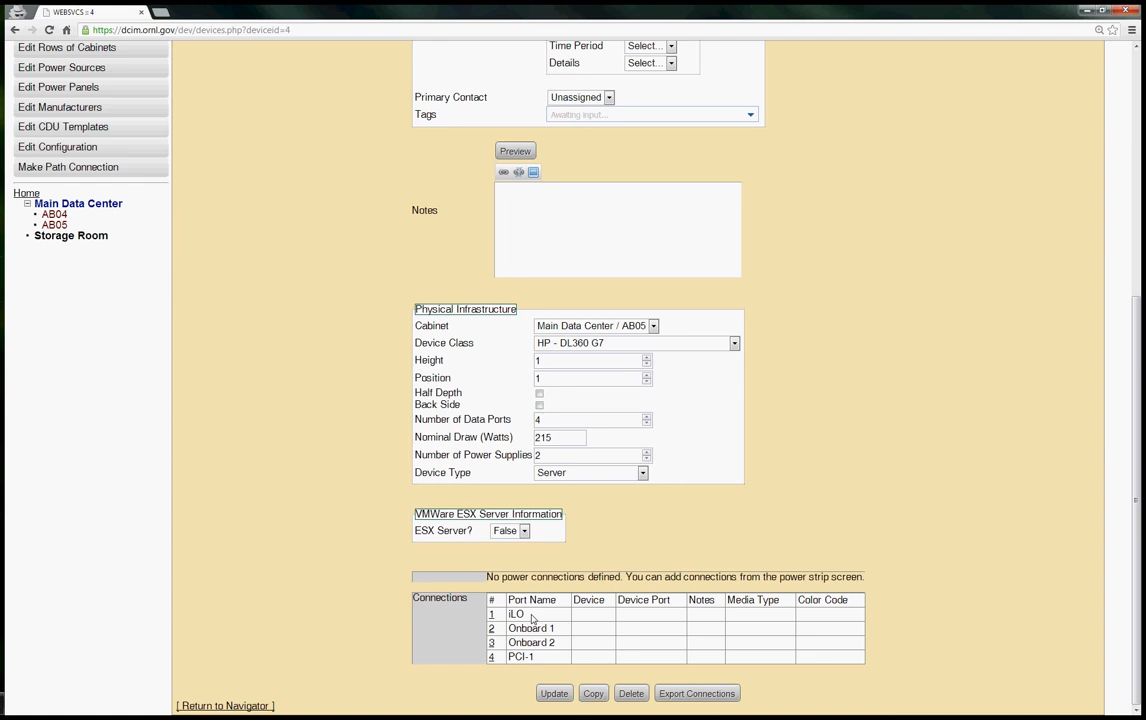 WEBSVCS :: 4
https://dcim.ornl.gov/dev/devices.php?deviceid=4
Edit Rows of Cabinets
Edit Power Sources
Edit Power Panels
Edit Manufacturers
Edit CDU Templates
Edit Configuration
Make Path Connection
Home
Main Data Center
AB04
AB05
Storage Room
Time Period Select...
Details Select...
Primary Contact Unassigned
Tags Awaiting input...
Preview
Notes
Physical Infrastructure
Cabinet Main Data Center / AB05
Device Class HP - DL360 G7
Height 1
Position 1
Half Depth
Back Side
Number of Data Ports 4
Nominal Draw (Watts) 215
Number of Power Supplies 2
Device Type Server
VMWare ESX Server Information
ESX Server? False
No power connections defined. You can add connections from the power strip screen.
Connections # Port Name Device Device Port Notes Media Type Color Code
1 iLO
2 Onboard 1
3 Onboard 2
4 PCI-1
Update Copy Delete Export Connections
[ Return to Navigator ]